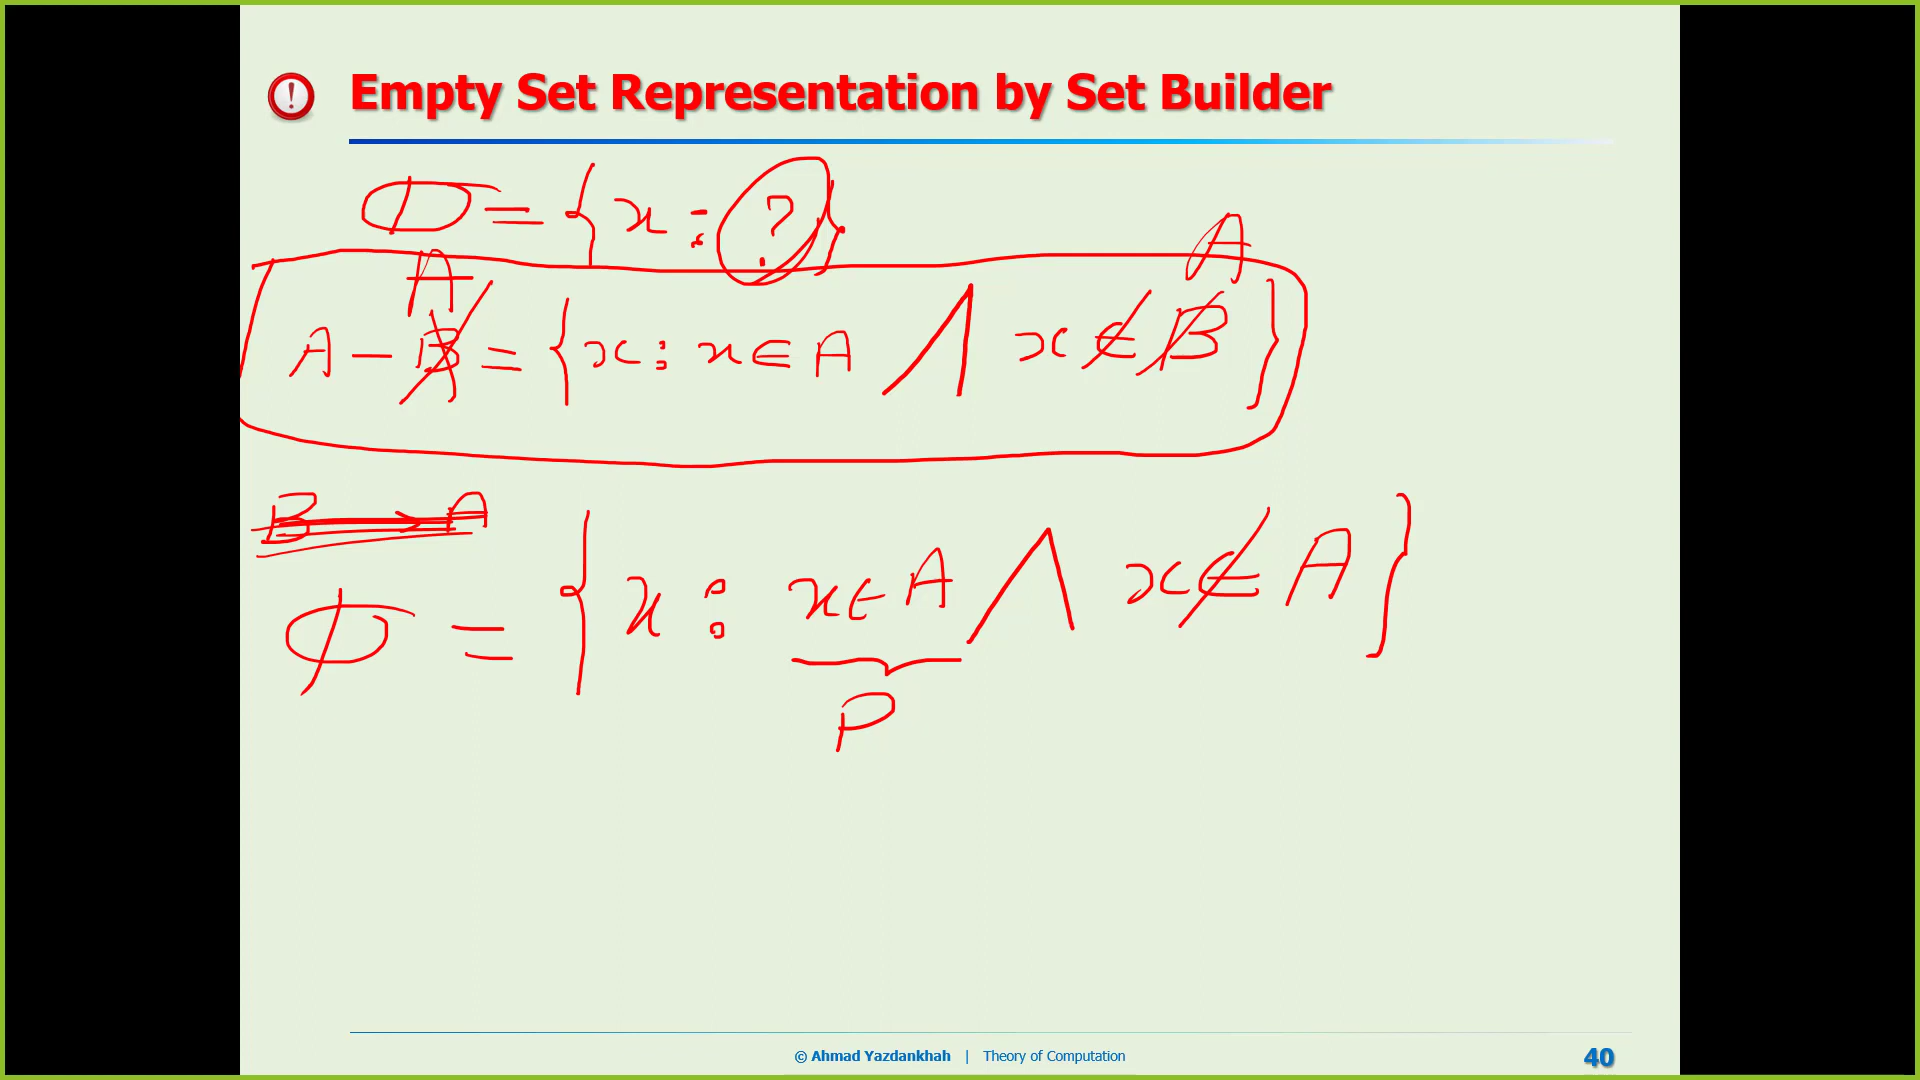 Empty Set Representation by Set Builder
∅ = { x : ? }
A A
A − B = { x : x ∈ A ∧ x ∉ B }
B → A
∅ = { x : x ∈ A ∧ x ∉ A }
P
© Ahmad Yazdankhah | Theory of Computation 40